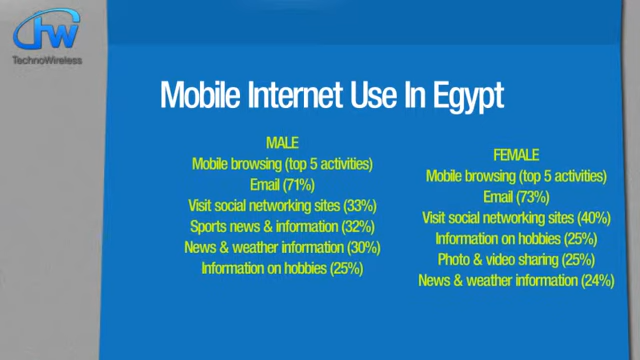 TechnoWireless
Mobile Internet Use In Egypt
MALE
Mobile browsing (top 5 activities)
Email (71%)
Visit social networking sites (33%)
Sports news & information (32%)
News & weather information (30%)
Information on hobbies (25%)
FEMALE
Mobile browsing (top 5 activities)
Email (73%)
Visit social networking sites (40%)
Information on hobbies (25%)
Photo & video sharing (25%)
News & weather information (24%)